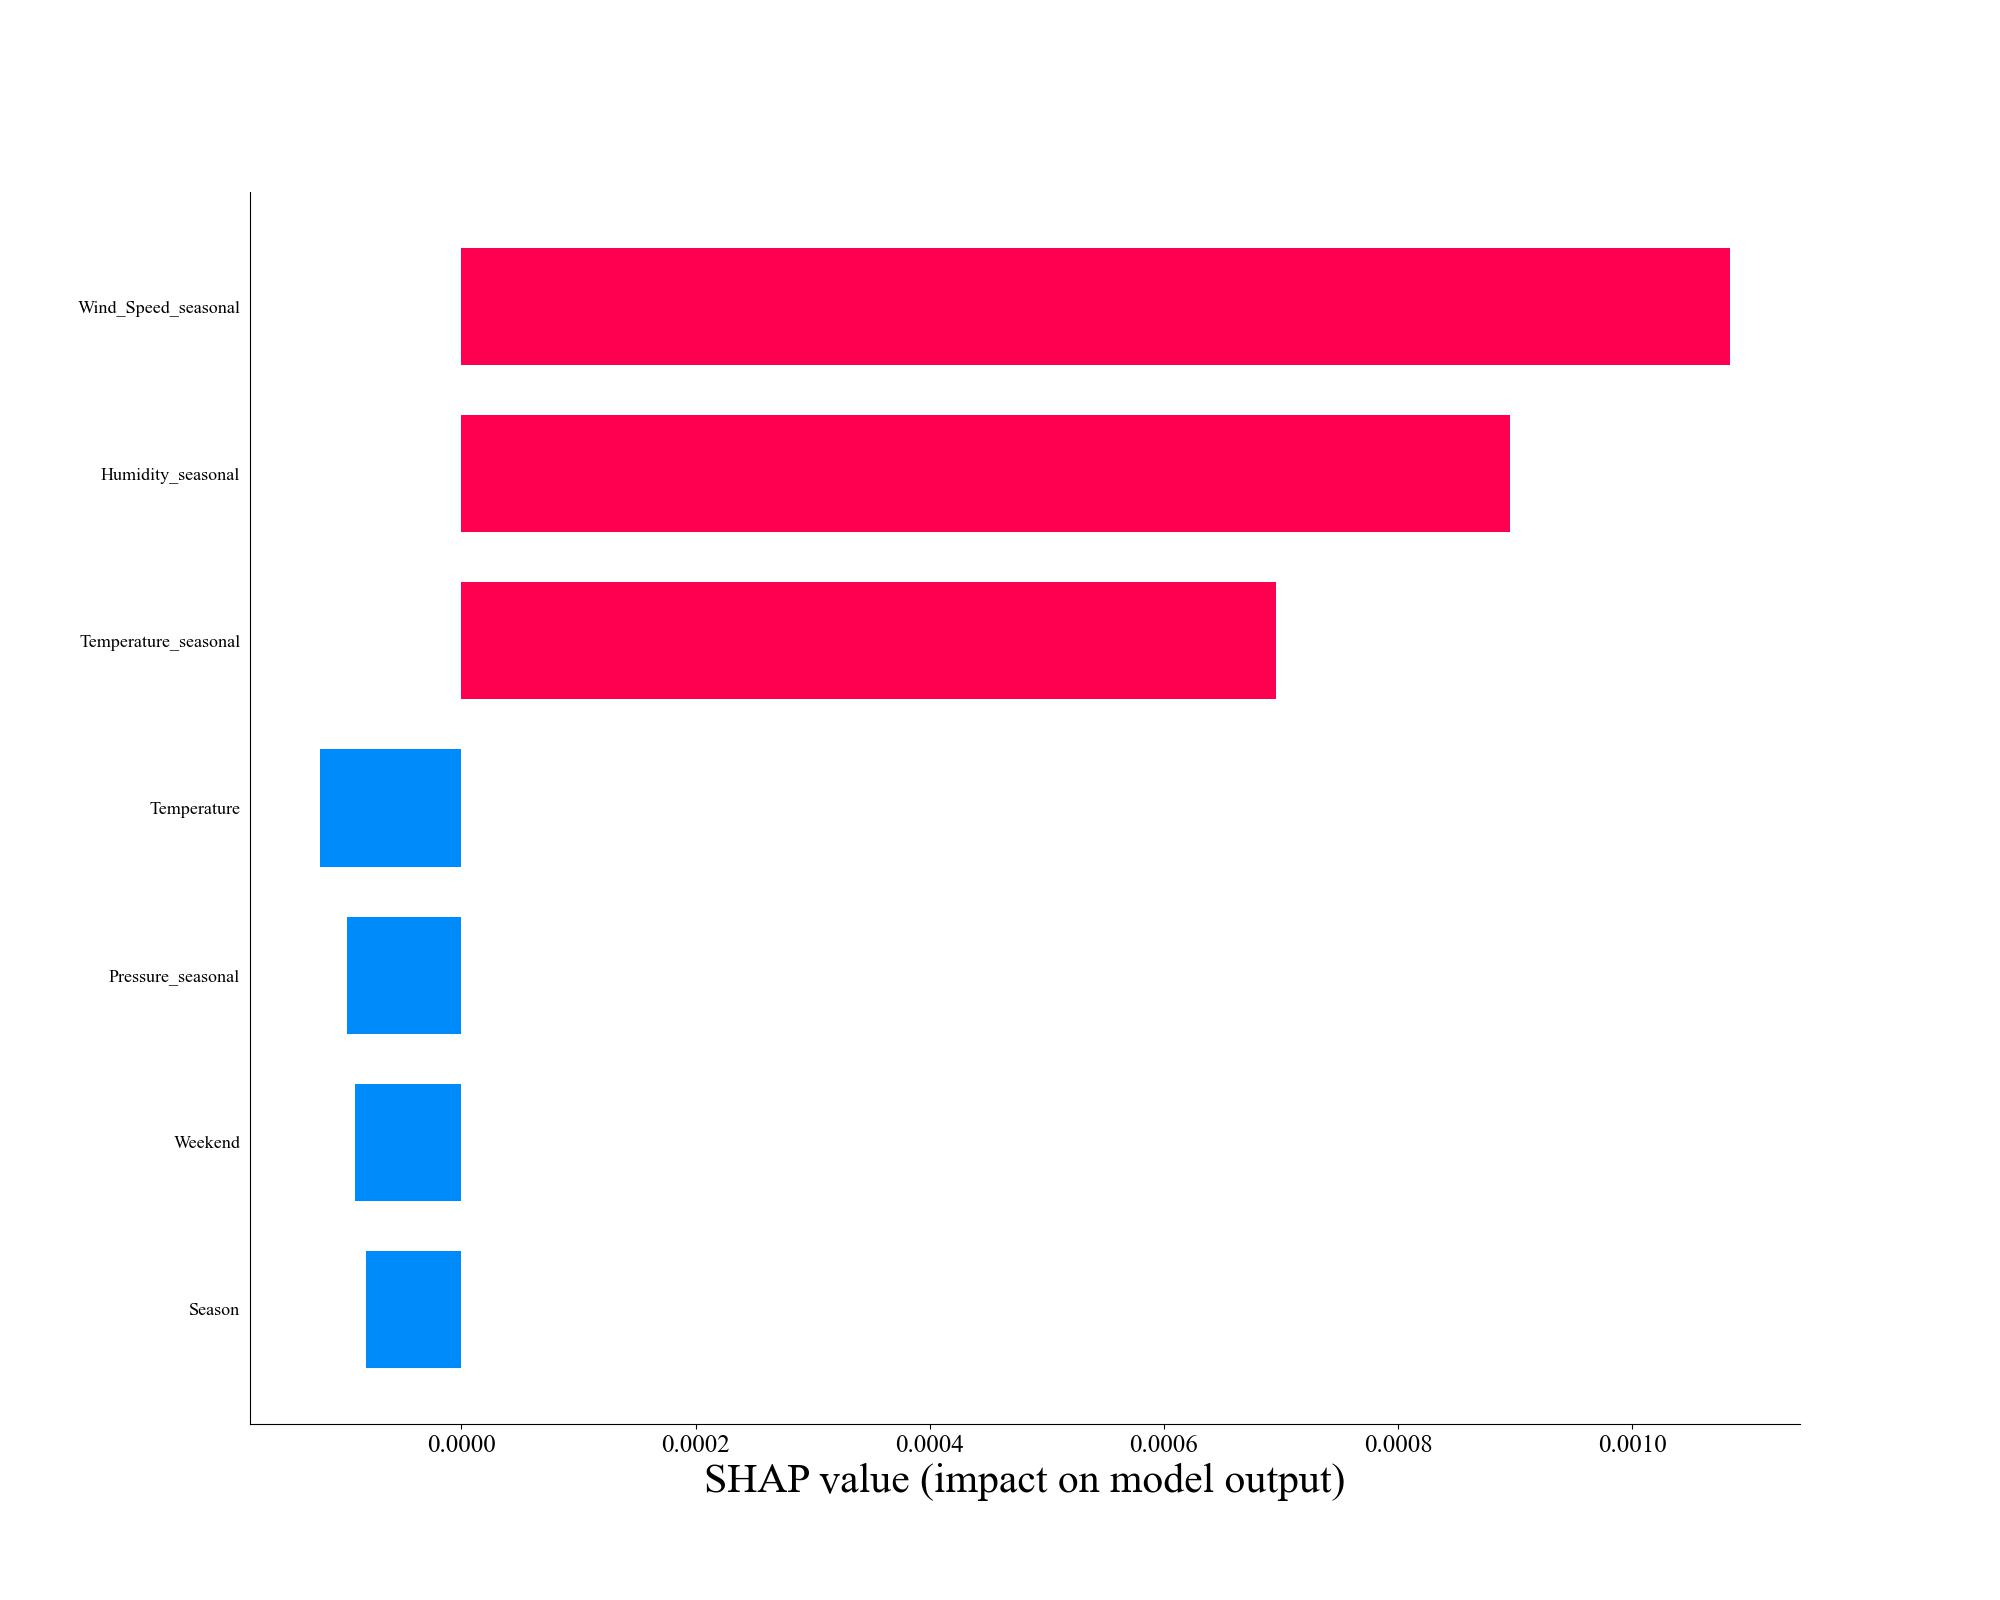 Wind_Speed_seasonal
Humidity_seasonal
Temperature_seasonal
Temperature
Pressure_seasonal
Weekend
Season
0.0000 0.0002 0.0004 0.0006 0.0008 0.0010
SHAP value (impact on model output)